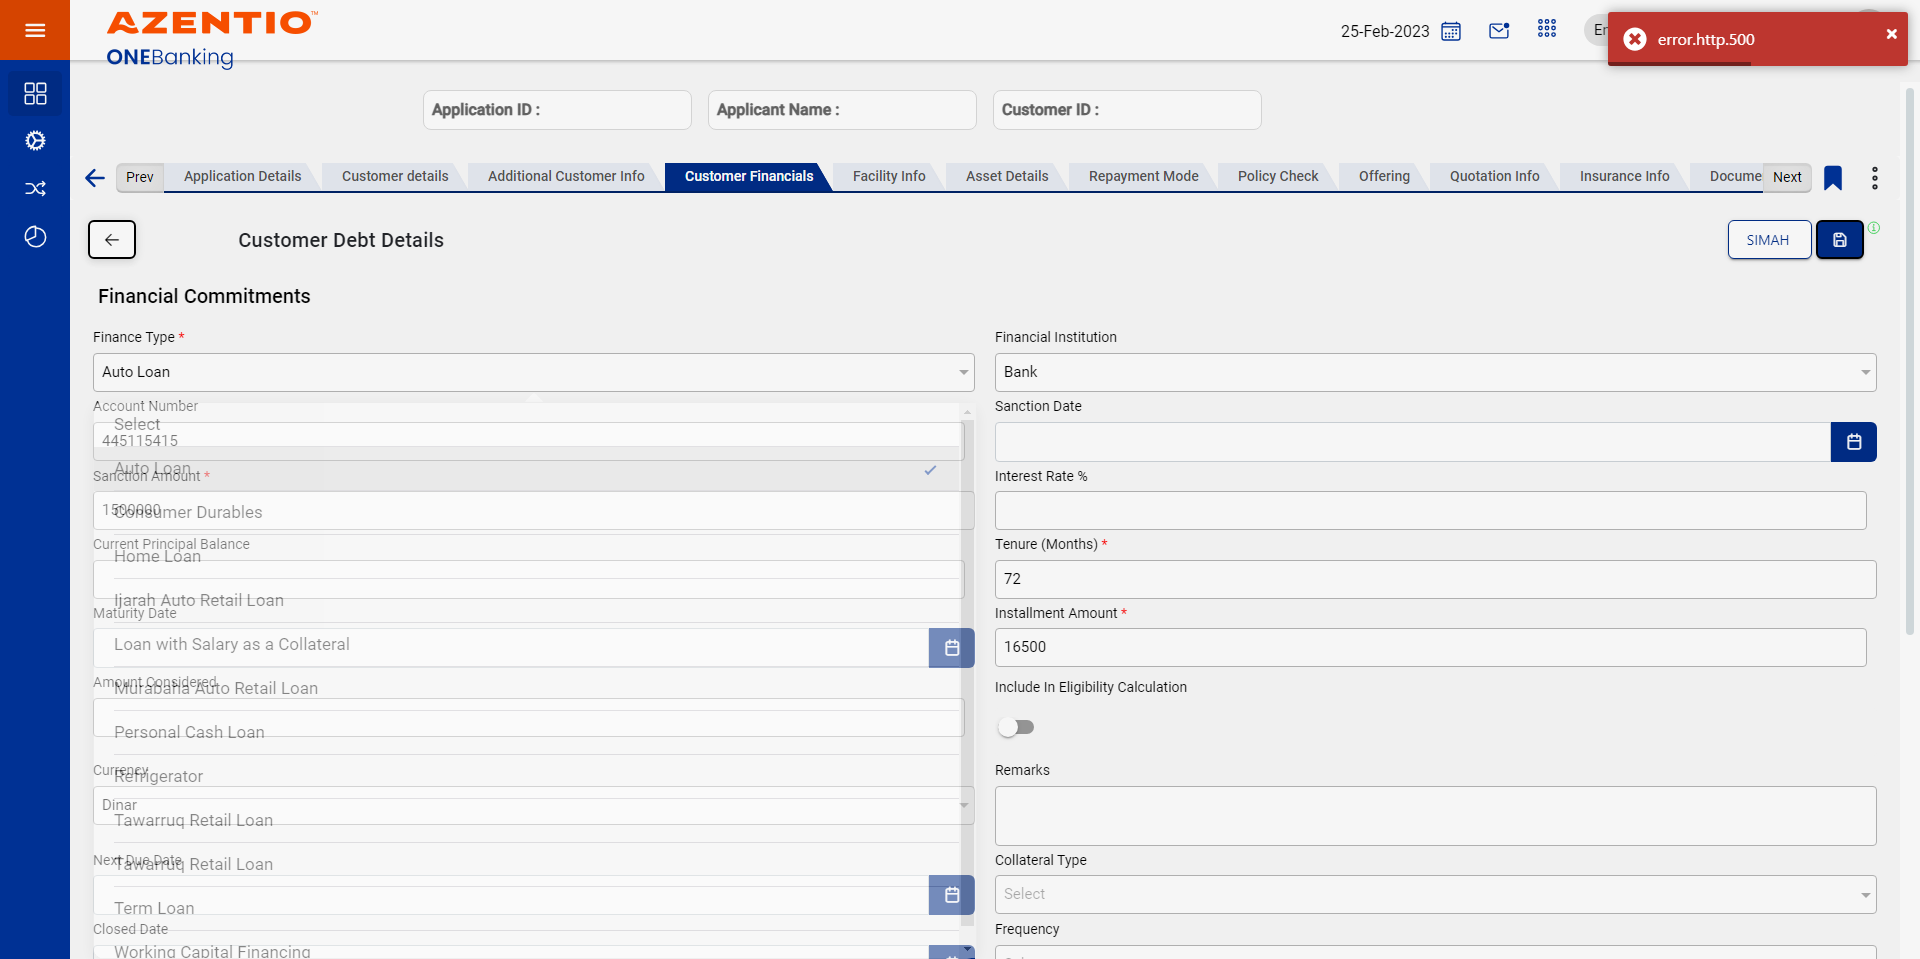 AZENTIO™
ONEBanking
25-Feb-2023
En
error.http.500
Application ID :
Applicant Name :
Customer ID :
Prev
Application Details
Customer details
Additional Customer Info
Customer Financials
Facility Info
Asset Details
Repayment Mode
Policy Check
Offering
Quotation Info
Insurance Info
Docume
Next
Customer Debt Details
SIMAH
Financial Commitments
Finance Type *
Financial Institution
Auto Loan
Bank
Account Number
Sanction Date
Select
445115415
Auto Loan
Sanction Amount *
Interest Rate %
1500000
Consumer Durables
Current Principal Balance
Tenure (Months) *
Home Loan
72
Ijarah Auto Retail Loan
Maturity Date
Installment Amount *
Loan with Salary as a Collateral
16500
Amount Considered
Murabaha Auto Retail Loan
Include In Eligibility Calculation
Personal Cash Loan
Currency
Remarks
Refrigerator
Dinar
Tawarruq Retail Loan
Next Due Date
Collateral Type
Tawarruq Retail Loan
Select
Term Loan
Closed Date
Frequency
Working Capital Financing